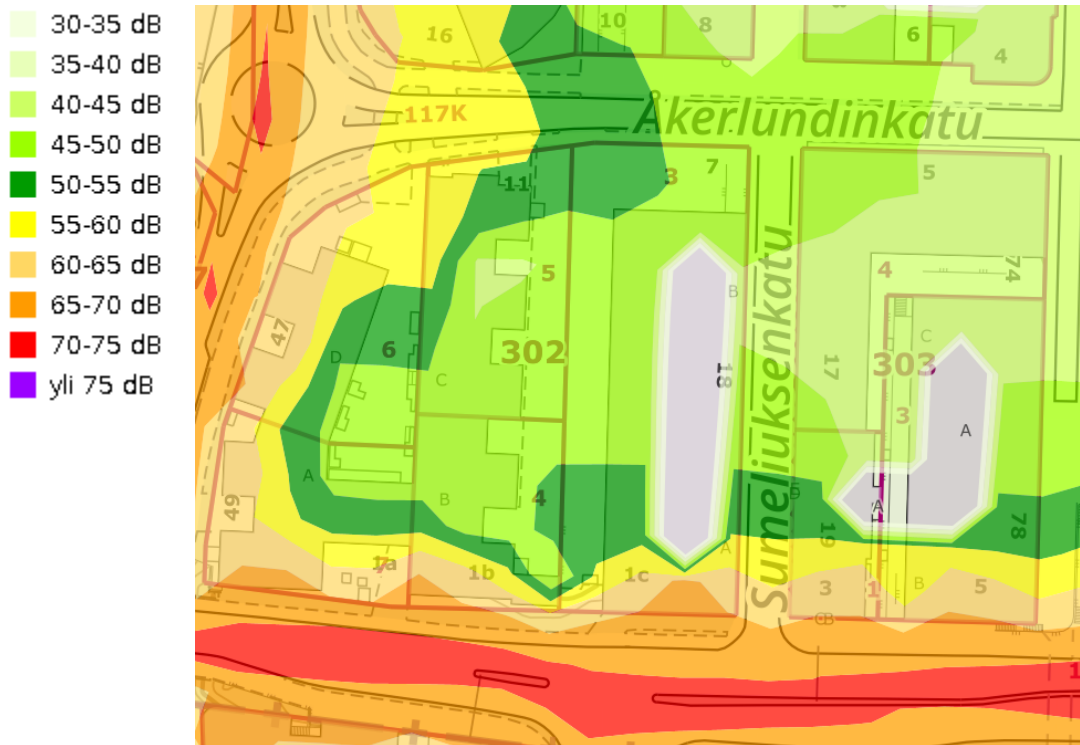 30-35 dB
35-40 dB
40-45 dB
45-50 dB
50-55 dB
55-60 dB
60-65 dB
65-70 dB
70-75 dB
yli 75 dB
16
10
8
6
4
117K
Åkerlundinkatu
11
3
7
5
5
4
74
47
D
6
B
302
C
18
Sumeliuksenkatu
17
303
C
3
A
49
A
B
4
A
19
A
78
7
1a
1b
1c
A
3
B
1
B
5
1